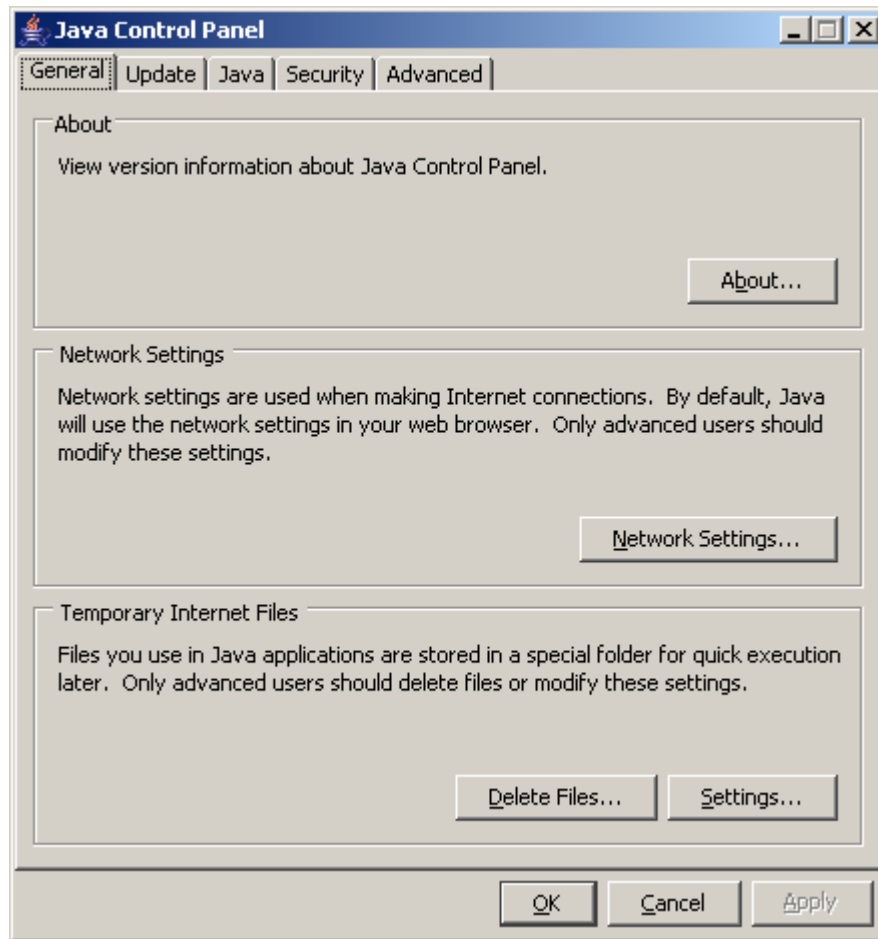 Java Control Panel
General Update Java Security Advanced
About
View version information about Java Control Panel.
About...
Network Settings
Network settings are used when making Internet connections.  By default, Java
will use the network settings in your web browser.  Only advanced users should
modify these settings.
Network Settings...
Temporary Internet Files
Files you use in Java applications are stored in a special folder for quick execution
later.  Only advanced users should delete files or modify these settings.
Delete Files... Settings...
OK Cancel Apply